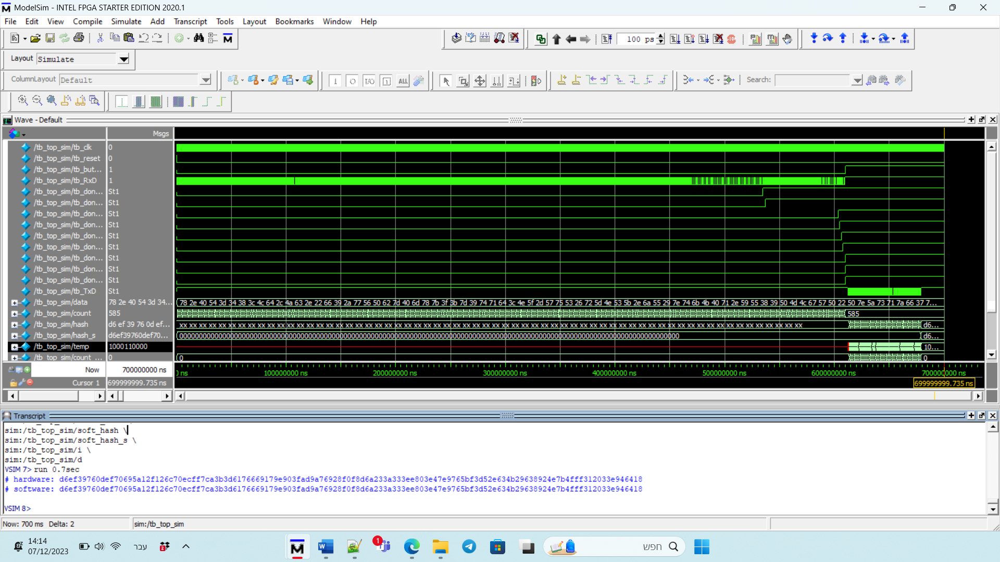 ModelSim - INTEL FPGA STARTER EDITION 2020.1
File Edit View Compile Simulate Add Transcript Tools Layout Bookmarks Window Help
100 ps
Layout Simulate
ColumnLayout Default
ALL
Search:
Wave - Default
Msgs
/tb_top_sim/tb_clk 0
/tb_top_sim/tb_reset 0
/tb_top_sim/tb_but... 1
/tb_top_sim/tb_RxD 1
/tb_top_sim/tb_don... St1
/tb_top_sim/tb_don... St1
/tb_top_sim/tb_don... St1
/tb_top_sim/tb_don... St1
/tb_top_sim/tb_don... St1
/tb_top_sim/tb_don... St1
/tb_top_sim/tb_don... St1
/tb_top_sim/tb_don... St1
/tb_top_sim/tb_don... St1
/tb_top_sim/tb_TxD St1
/tb_top_sim/data 78 2e 40 54 3d 34... 78 2e 40 54 3d 34 38 3c 4c 64 2c 4a 63 2e 22 66 39 2a 77 56 50 62 7d 40 6d 78 7b 3f 3b 7d 39 74 71 64 3c 4e 5f 2d 57 75 53 26 72 5d 4e 53 5b 2e 6a 55 29 7e 74 6b 4b 40 71 2e 59 55 38 39 50 4d 4c 67 57 50 22 50 7e 5a 73 71 7a 66 37 7...
/tb_top_sim/count 585 585
/tb_top_sim/hash d6 ef 39 76 0d ef... xx xx xx xx xx xx xx xx xx xx xx xx xx xx xx xx xx xx xx xx xx xx xx xx xx xx xx xx xx xx xx xx xx xx xx xx xx xx xx xx xx xx xx xx xx xx xx xx xx xx xx xx xx xx xx xx xx xx xx xx xx xx xx xx d6...
/tb_top_sim/hash_s d6ef39760def70... 00000000000000000000000000000000000000000000000000000000000000000000000000000000000000000000000000000000000000000000000000000000 d6...
/tb_top_sim/temp 1000110000 10...
/tb_top_sim/count_... 0 0 0
Now 700000000 ns
100000000 ns 200000000 ns 300000000 ns 400000000 ns 500000000 ns 600000000 ns 700000000 ns
Cursor 1 699999999.735 ns 699999999.735 ns
Transcript
sim:/tb_top_sim/soft_hash \
sim:/tb_top_sim/soft_hash_s \
sim:/tb_top_sim/i \
sim:/tb_top_sim/d
VSIM 7> run 0.7sec
# hardware: d6ef39760def70695a12f126c70ecff7ca3b3d6176669179e903fad9a76928f0f8d6a233a333ee803e47e9765bf3d52e634b29638924e7b4fff312033e946418
# software: d6ef39760def70695a12f126c70ecff7ca3b3d6176669179e903fad9a76928f0f8d6a233a333ee803e47e9765bf3d52e634b29638924e7b4fff312033e946418
VSIM 8>
Now: 700 ms Delta: 2 sim:/tb_top_sim
14:14
07/12/2023
עבר
2
1
חפש